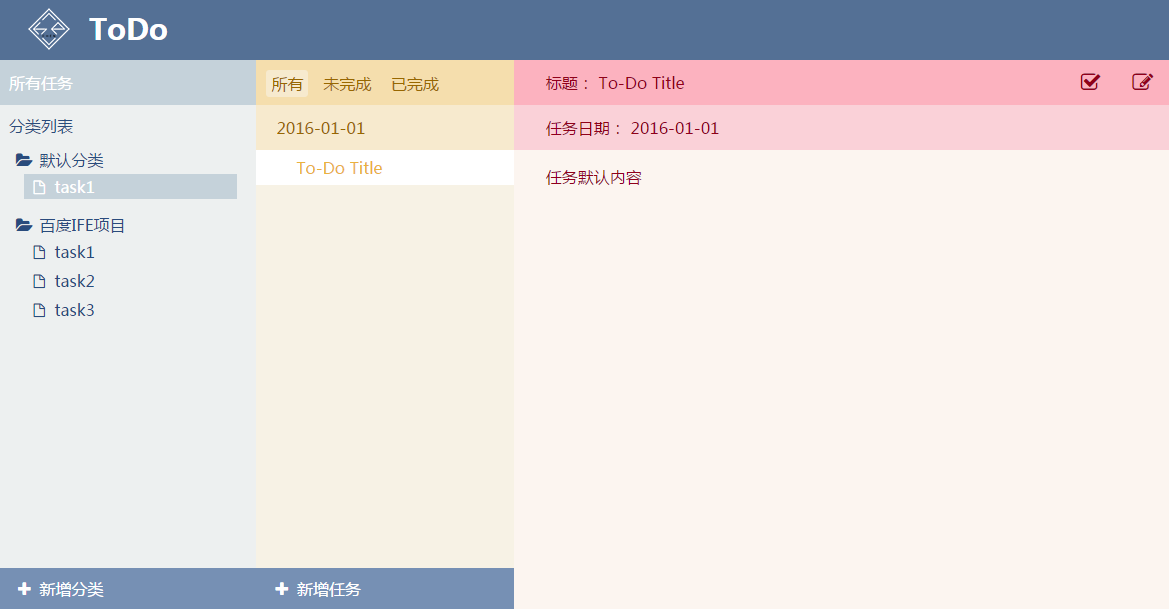 ToDo
所有任务
分类列表
默认分类
task1
百度IFE项目
task1
task2
task3
新增分类
所有 未完成 已完成
2016-01-01
To-Do Title
新增任务
标题： To-Do Title
任务日期： 2016-01-01
任务默认内容